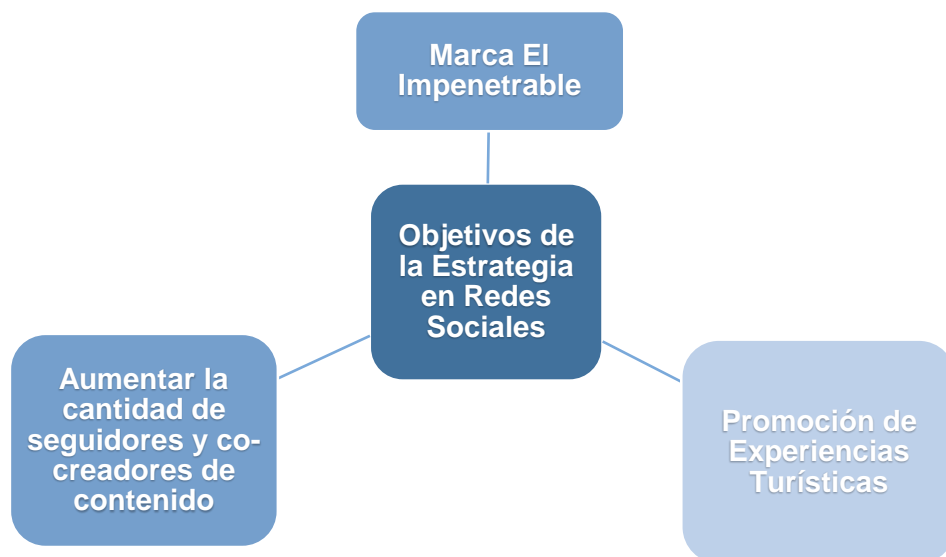 Marca El
Impenetrable
Objetivos de
la Estrategia
en Redes
Sociales
Aumentar la
cantidad de
seguidores y co-
creadores de
contenido
Promoción de
Experiencias
Turísticas